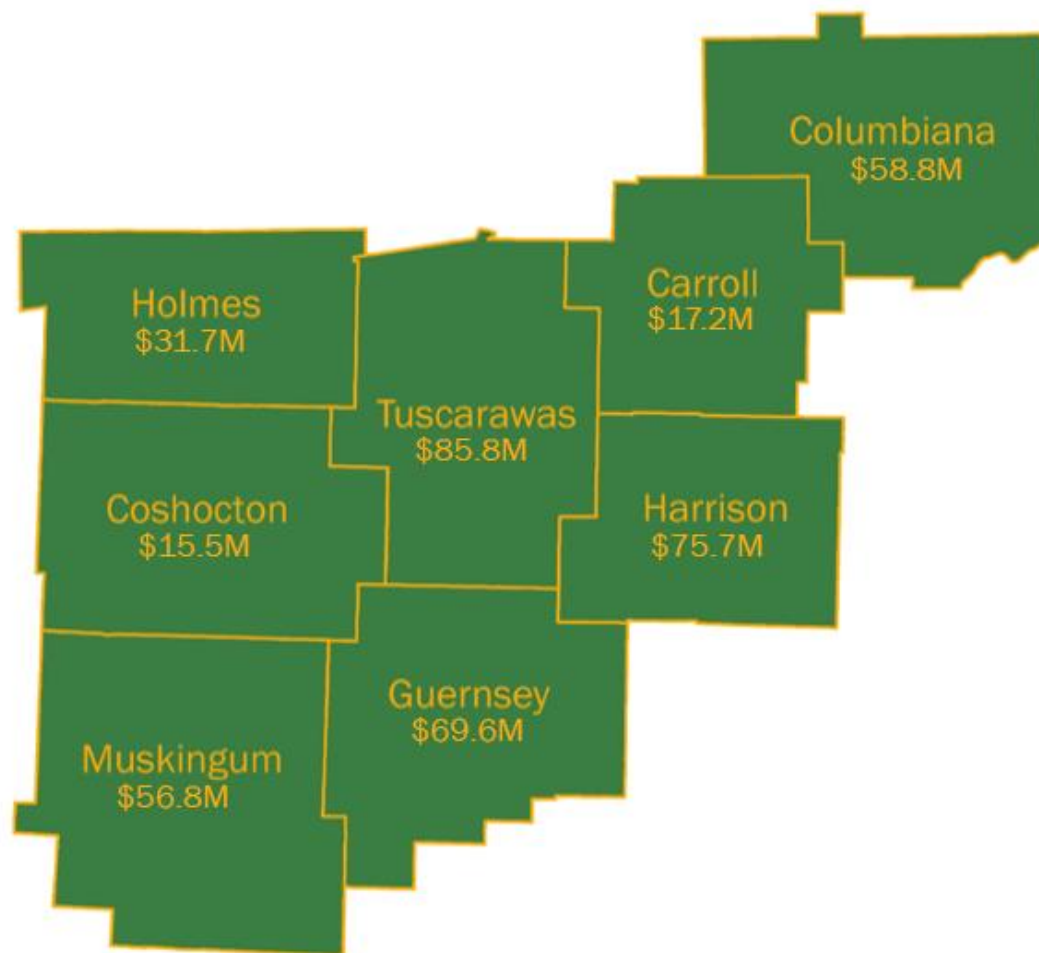 Columbiana
$58.8M
Carroll
$17.2M
Holmes
$31.7M
Tuscarawas
$85.8M
Coshocton
$15.5M
Harrison
$75.7M
Guernsey
$69.6M
Muskingum
$56.8M